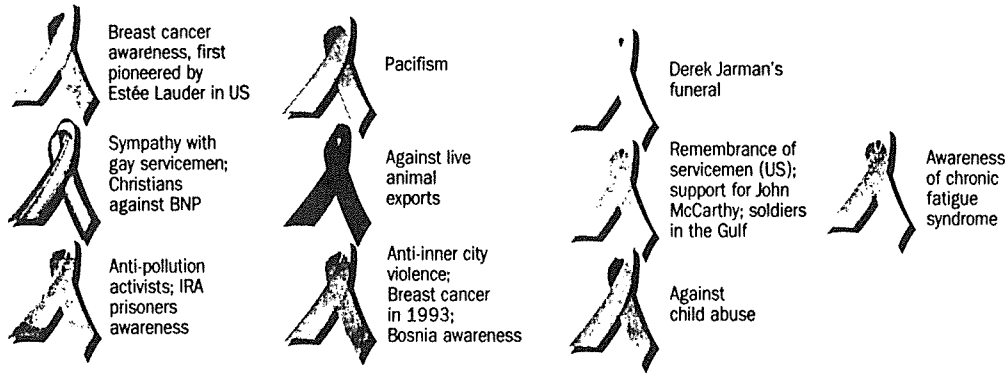 Breast cancer
awareness, first
pioneered by
Estée Lauder in US
Sympathy with
gay servicemen;
Christians
against BNP
Anti-pollution
activists; IRA
prisoners
awareness
Pacifism
Against live
animal
exports
Anti-inner city
violence;
Breast cancer
in 1993;
Bosnia awareness
Derek Jarman's
funeral
Remembrance of
servicemen (US);
support for John
McCarthy; soldiers
in the Gulf
Against
child abuse
Awareness
of chronic
fatigue
syndrome